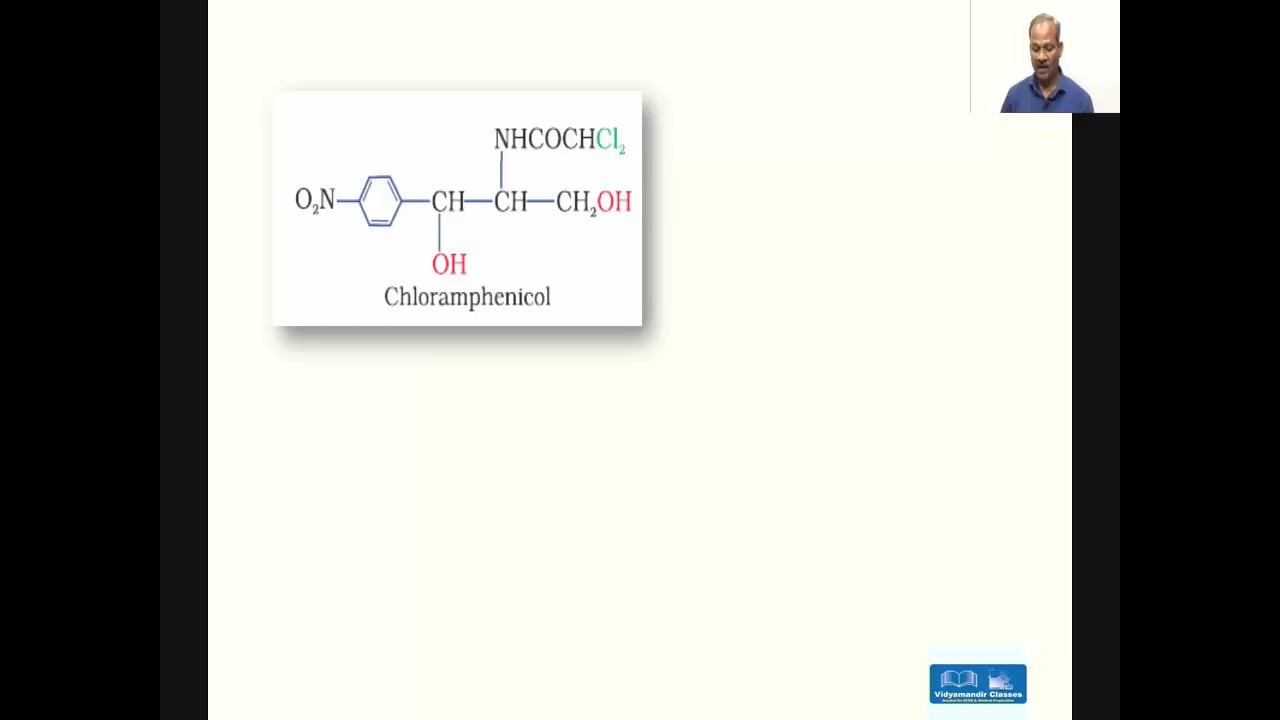 NHCOCHCl₂
O₂N CH CH CH₂OH
OH
Chloramphenicol
Vidyamandir Classes